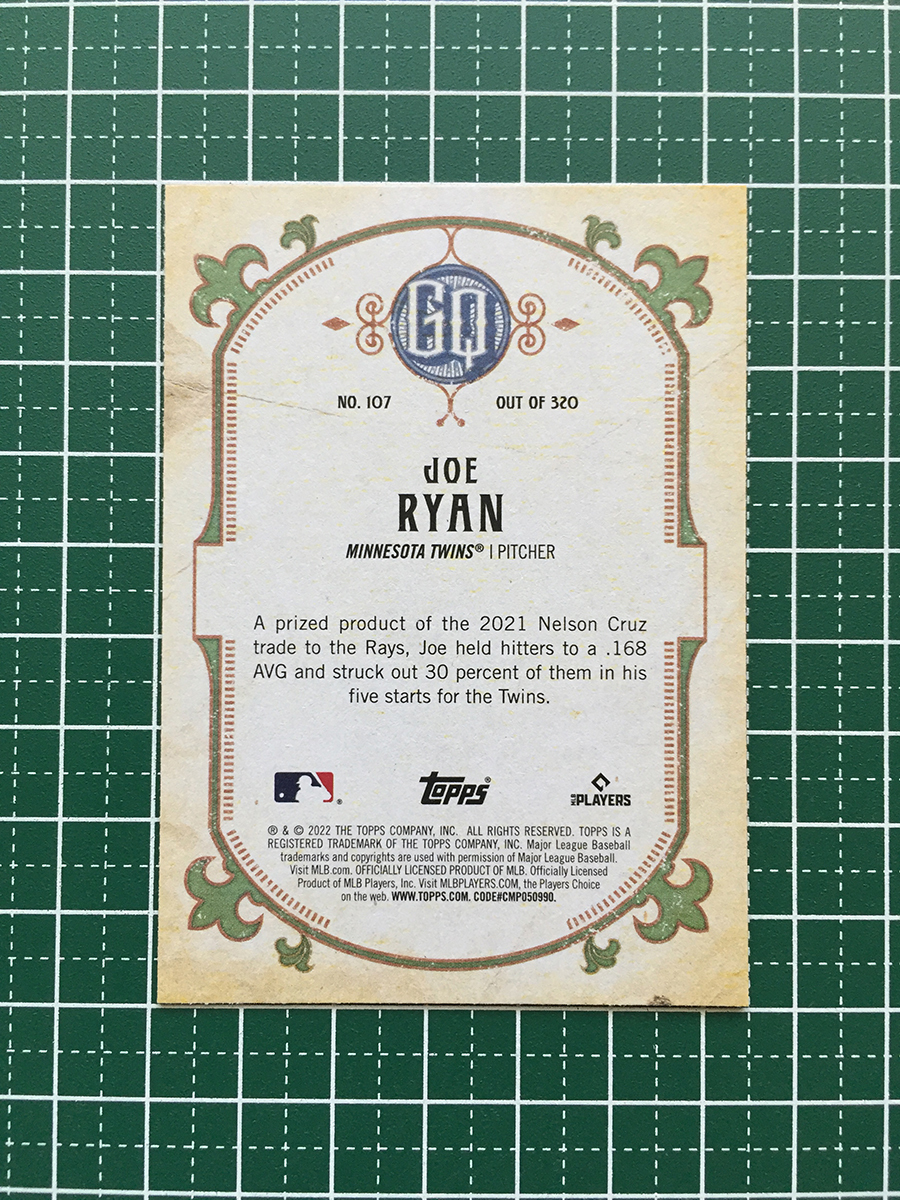 GQ
NO. 107 OUT OF 320
JOE
RYAN
MINNESOTA TWINS® | PITCHER
A prized product of the 2021 Nelson Cruz
trade to the Rays, Joe held hitters to a .168
AVG and struck out 30 percent of them in his
five starts for the Twins.
® Topps® MLB PLAYERS
® & © 2022 THE TOPPS COMPANY, INC. ALL RIGHTS RESERVED. TOPPS IS A
REGISTERED TRADEMARK OF THE TOPPS COMPANY, INC. Major League Baseball
trademarks and copyrights are used with permission of Major League Baseball.
Visit MLB.com. OFFICIALLY LICENSED PRODUCT OF MLB. Officially Licensed
Product of MLB Players, Inc. Visit MLBPLAYERS.COM, the Players Choice
on the web. WWW.TOPPS.COM. CODE#CMP050990.